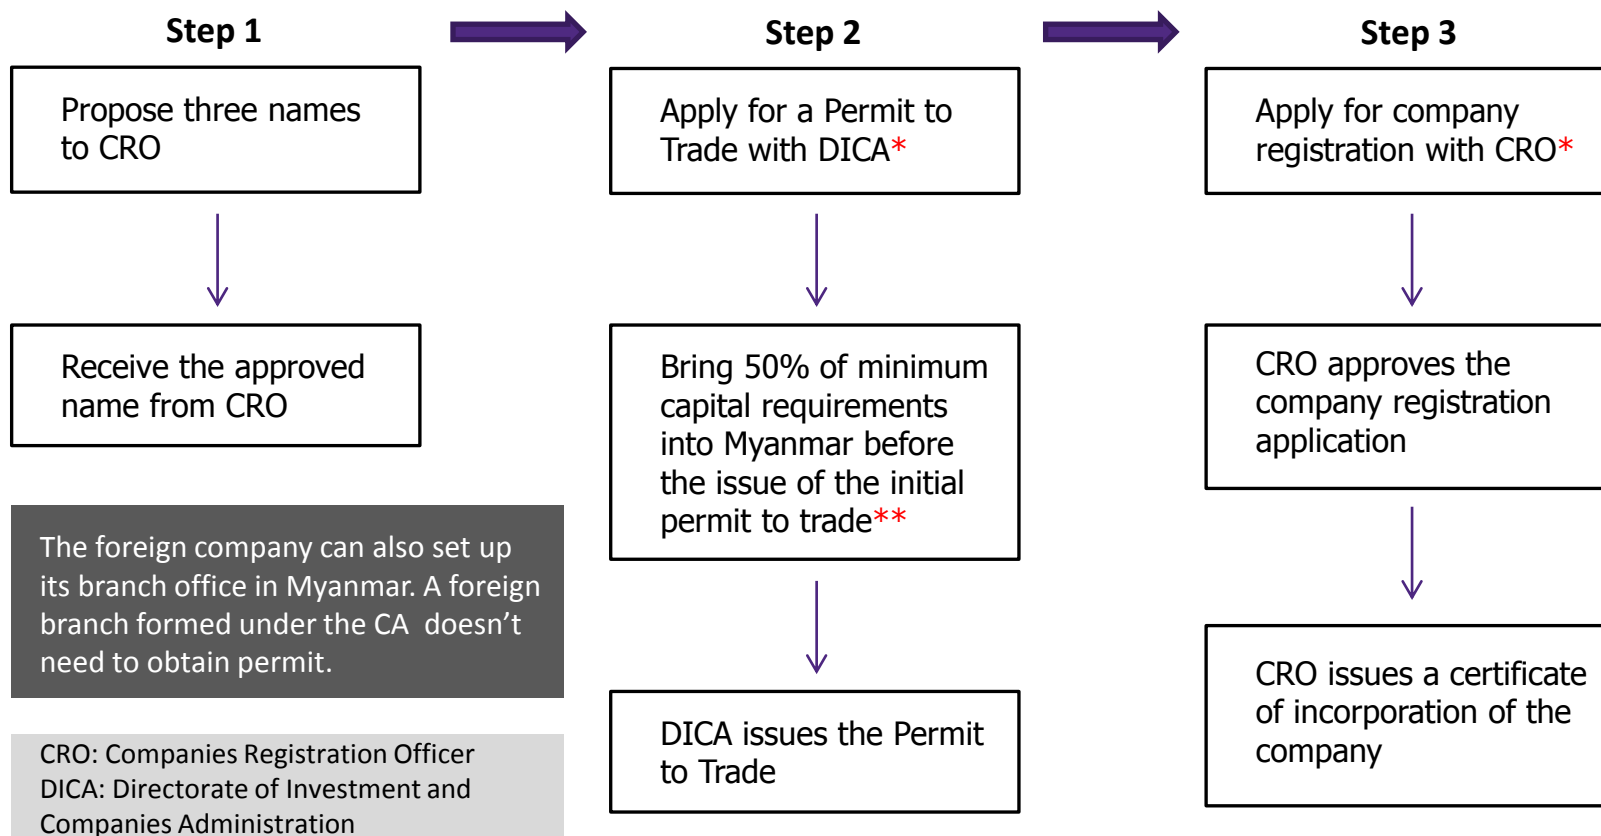 Step 1
Propose three names
to CRO
Receive the approved
name from CRO
The foreign company can also set up
its branch office in Myanmar. A foreign
branch formed under the CA  doesn’t
need to obtain permit.
CRO: Companies Registration Officer
DICA: Directorate of Investment and
Companies Administration
Step 2
Apply for a Permit to
Trade with DICA*
Bring 50% of minimum
capital requirements
into Myanmar before
the issue of the initial
permit to trade**
DICA issues the Permit
to Trade
Step 3
Apply for company
registration with CRO*
CRO approves the
company registration
application
CRO issues a certificate
of incorporation of the
company